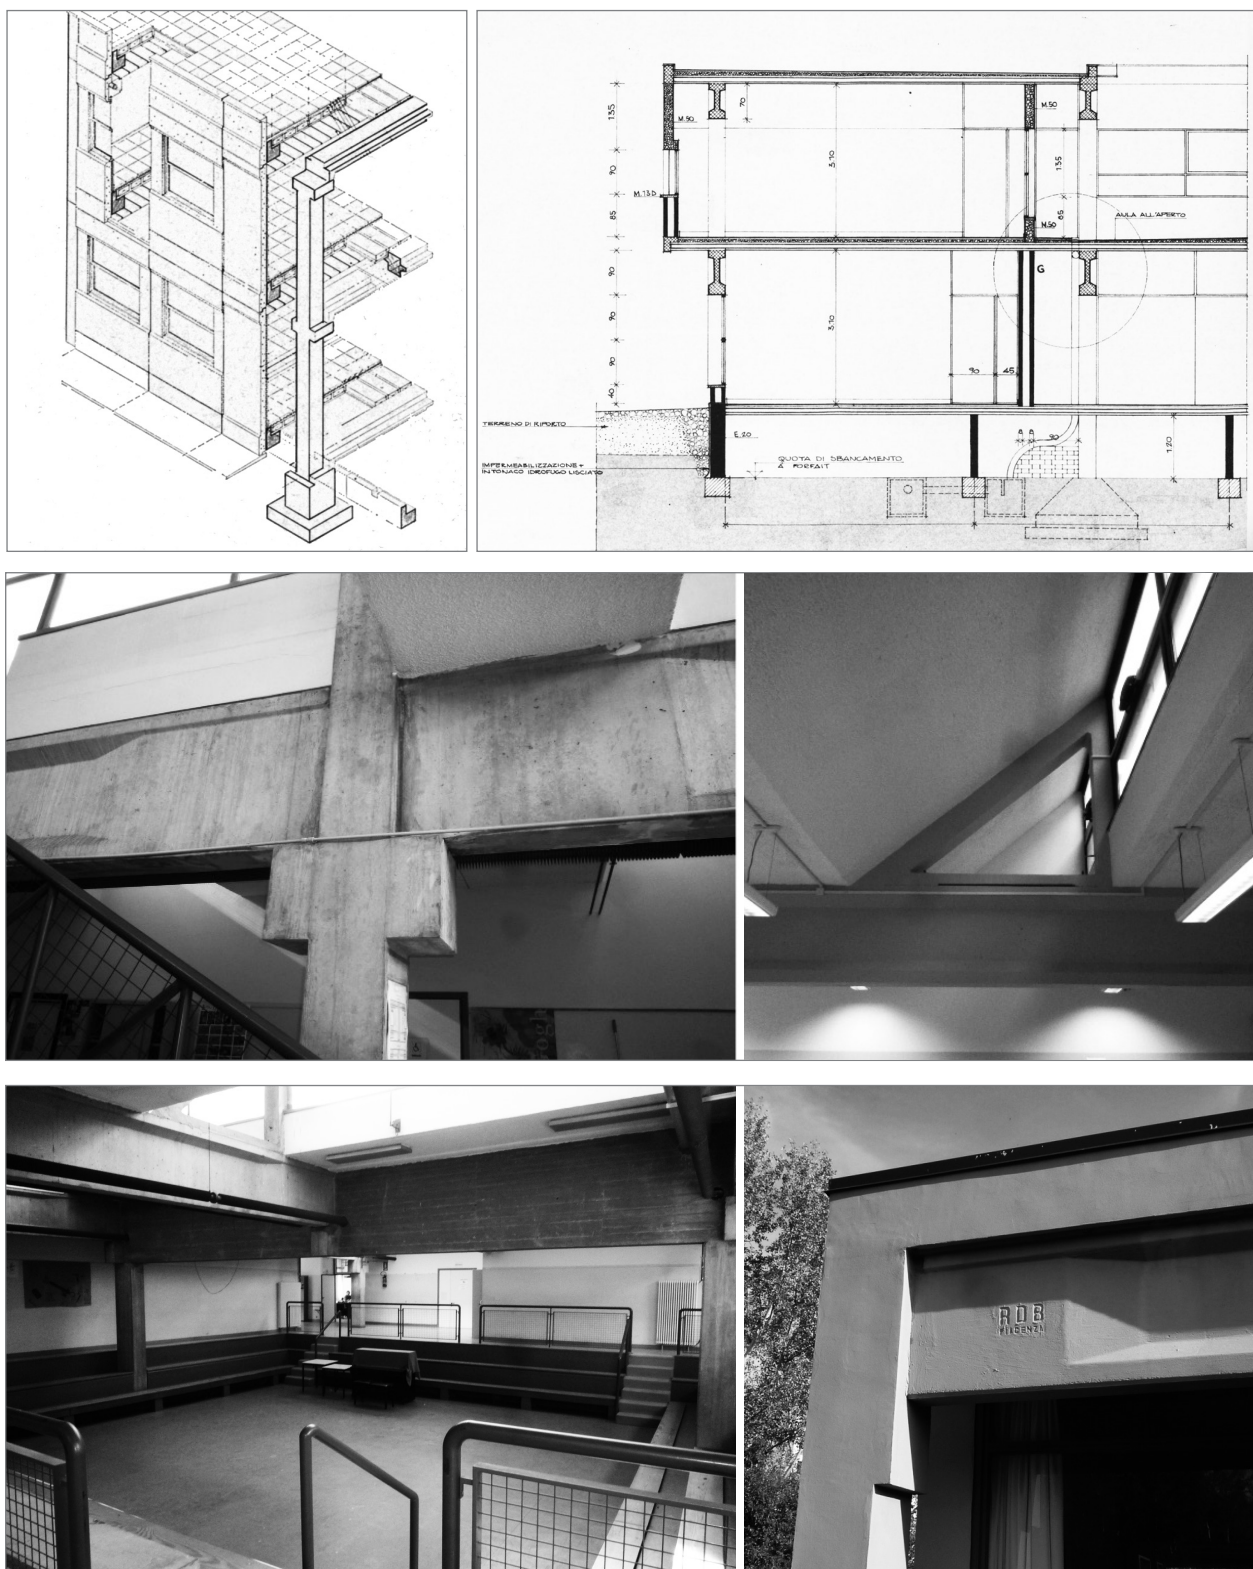 135
90
85
90
90
90
40
70
M.50
M.13D
3.10
M.50
135
85
M.50
AULA ALL'APERTO
G
3.10
90
45
TERRENO DI RIPORTO
IMPERMEABILIZZAZIONE +
INTONACO IDROFUGO LISCIATO
E.20
QUOTA DI SBANCAMENTO
A FORFAIT
90
1.20
RDB
PIACENZA